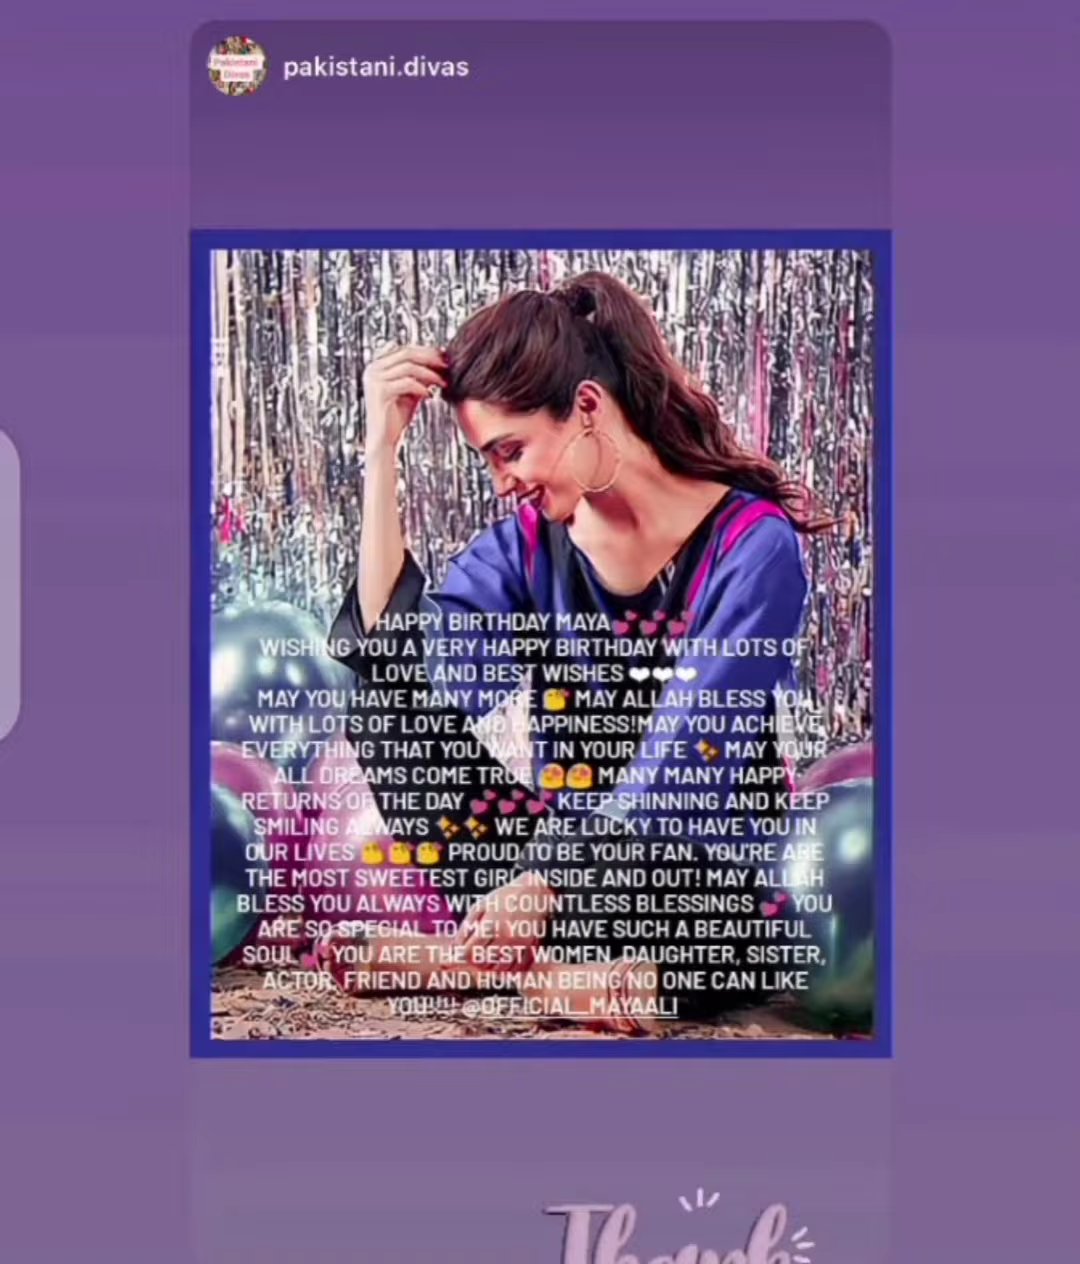 Pakistani
Divas
pakistani.divas
HAPPY BIRTHDAY MAYA💕💕💕
WISHING YOU A VERY HAPPY BIRTHDAY WITH LOTS OF
LOVE AND BEST WISHES ❤❤❤
MAY YOU HAVE MANY MORE 🥳 MAY ALLAH BLESS YOU
WITH LOTS OF LOVE AND HAPPINESS!MAY YOU ACHIEVE
EVERYTHING THAT YOU WANT IN YOUR LIFE ✨ MAY YOUR
ALL DREAMS COME TRUE 😍😍 MANY MANY HAPPY
RETURNS OF THE DAY 💕💕💕 KEEP SHINNING AND KEEP
SMILING ALWAYS ✨✨ WE ARE LUCKY TO HAVE YOU IN
OUR LIVES 🥳🥳🥳 PROUD TO BE YOUR FAN. YOU'RE ARE
THE MOST SWEETEST GIRL INSIDE AND OUT! MAY ALLAH
BLESS YOU ALWAYS WITH COUNTLESS BLESSINGS 💕 YOU
ARE SO SPECIAL TO ME! YOU HAVE SUCH A BEAUTIFUL
SOUL 💕 YOU ARE THE BEST WOMEN, DAUGHTER, SISTER,
ACTOR, FRIEND AND HUMAN BEING NO ONE CAN LIKE
YOU!!!!! @OFFICIAL_MAYAALI
Thank